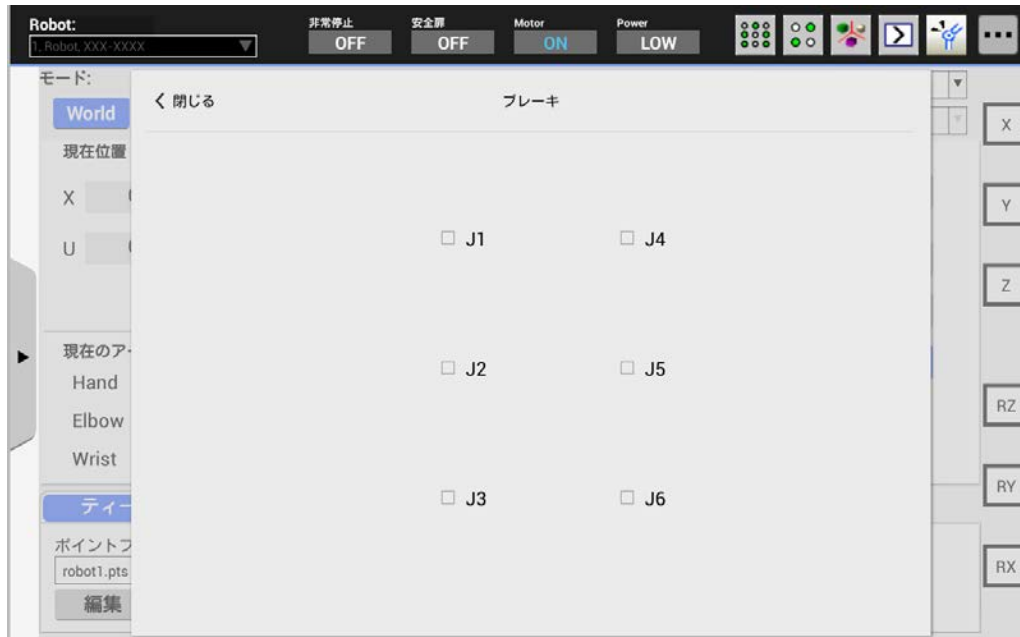 Robot:
1, Robot, XXX-XXXX
非常停止
OFF
安全扉
OFF
Motor
ON
Power
LOW
モード:
World
閉じる
ブレーキ
現在位置
X
U
J1
J4
J2
J5
J3
J6
現在のア
Hand
Elbow
Wrist
ティー
ポイントフ
robot1.pts
編集
X
Y
Z
RZ
RY
RX